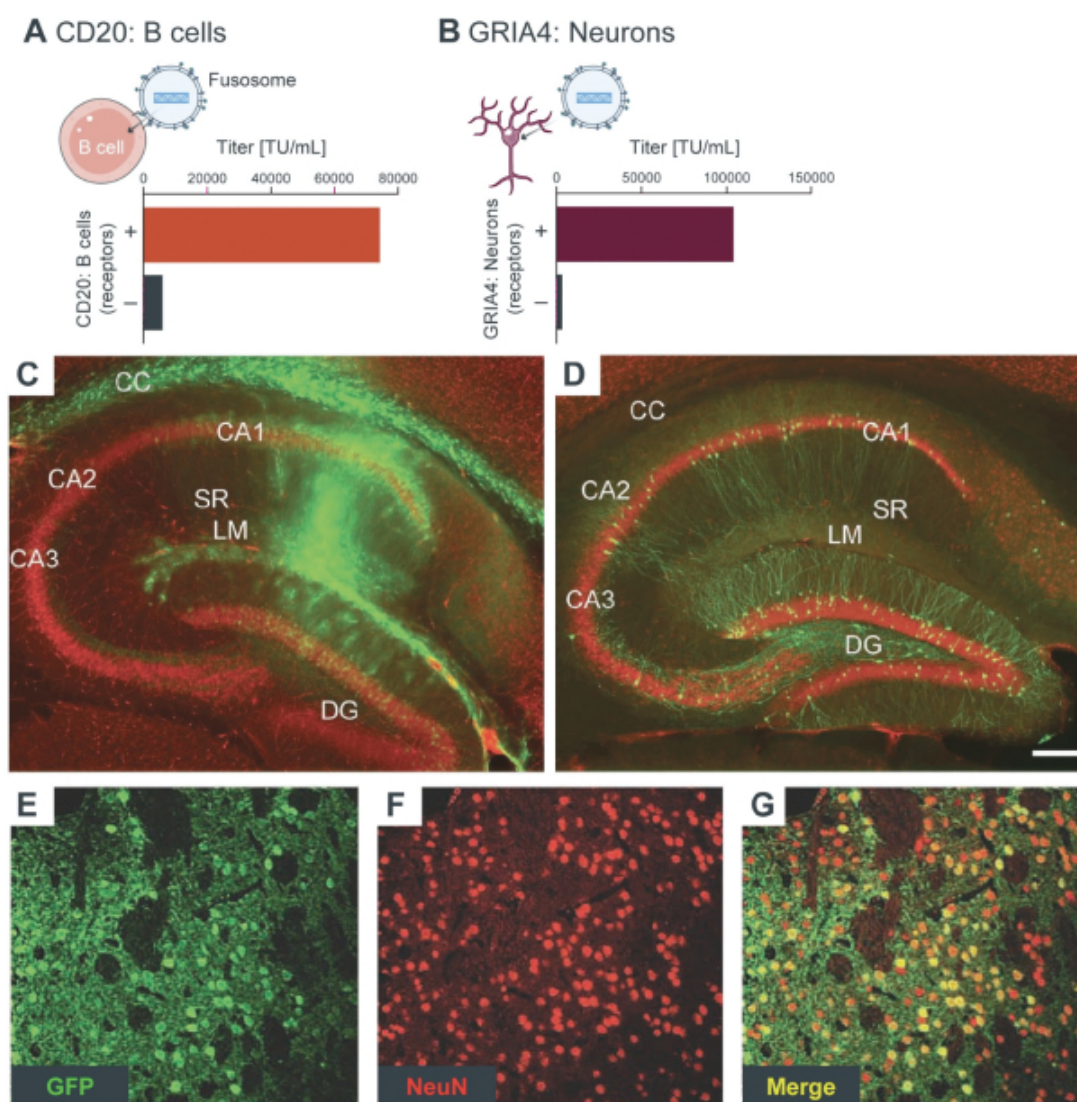 A CD20: B cells
Fusosome
B cell
Titer [TU/mL]
0 20000 40000 60000 80000
CD20: B cells
(receptors)
+
–
B GRIA4: Neurons
Titer [TU/mL]
0 50000 100000 150000
GRIA4: Neurons
(receptors)
+
–
C
CC
CA1
CA2
SR
LM
CA3
DG
D
CC
CA1
CA2
SR
LM
CA3
DG
E
GFP
F
NeuN
G
Merge